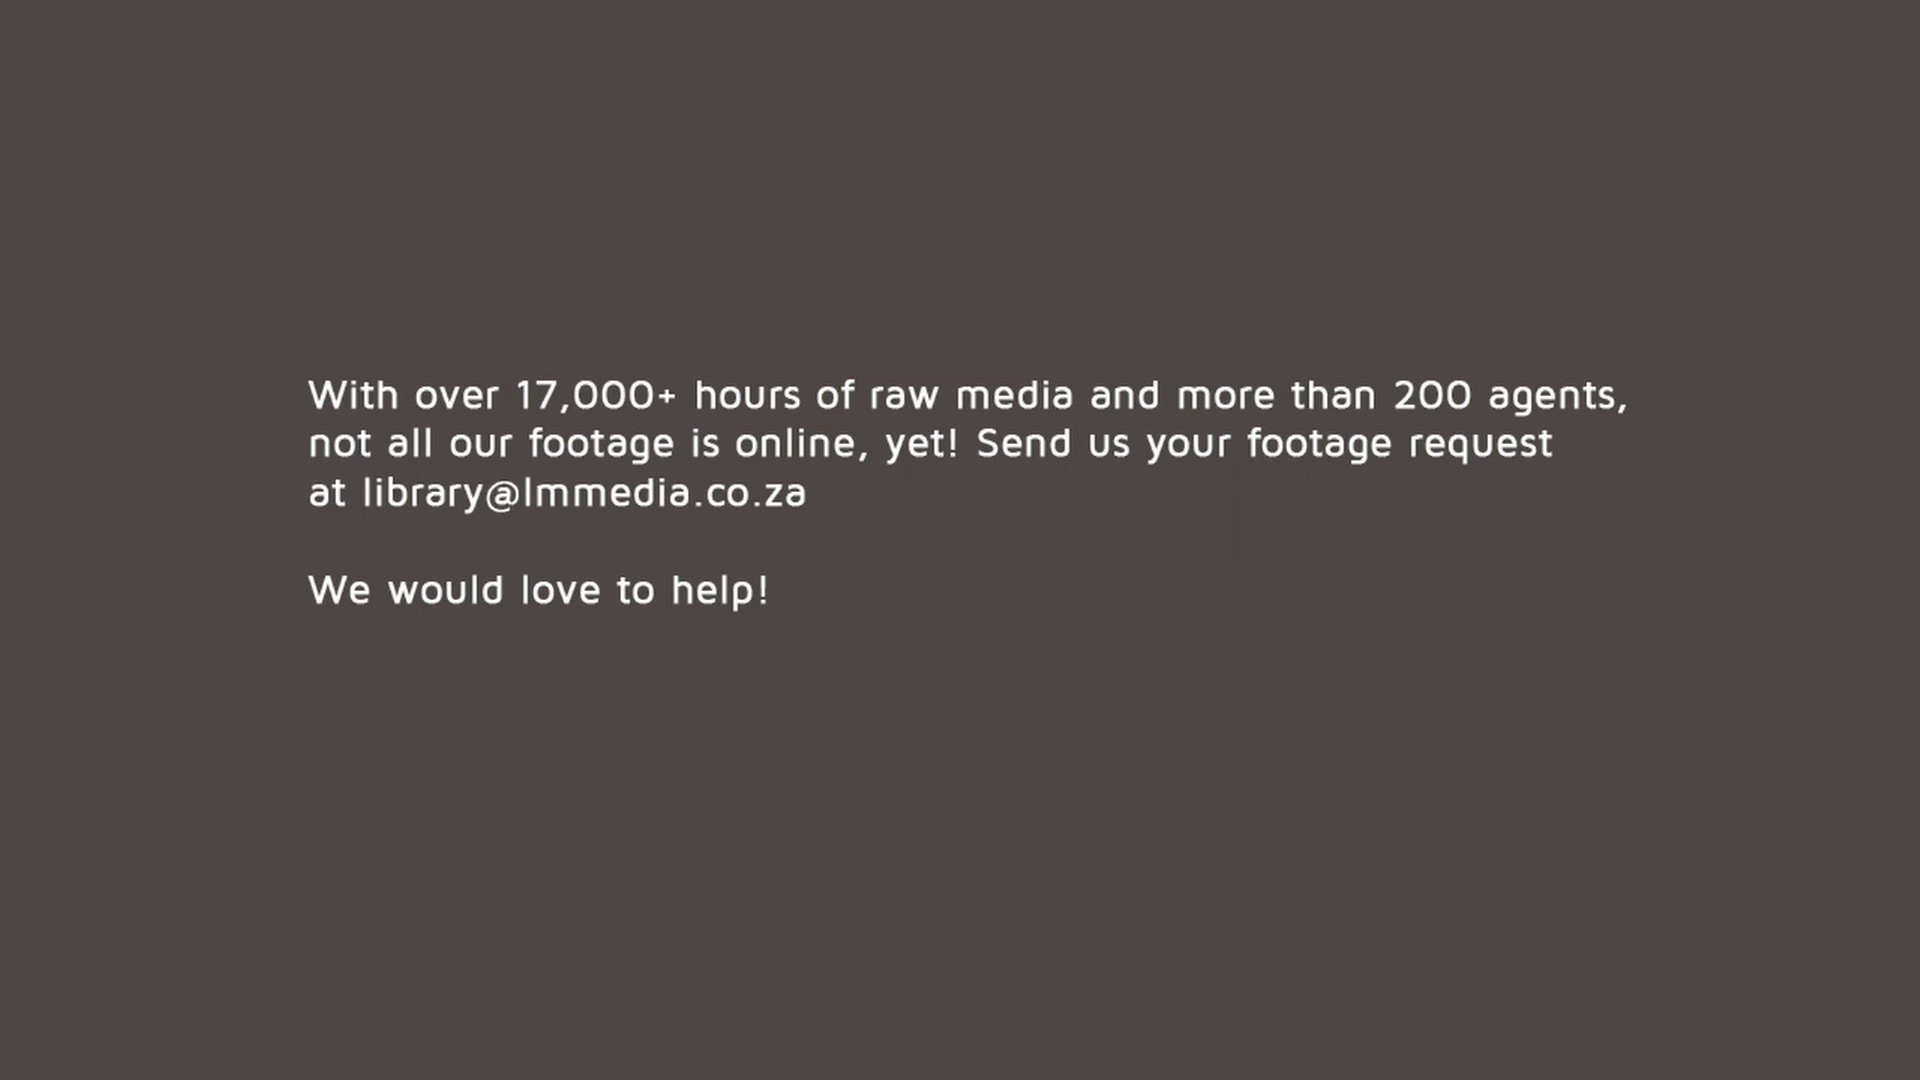 With over 17,000+ hours of raw media and more than 200 agents,
not all our footage is online, yet! Send us your footage request
at library@lmmedia.co.za
We would love to help!